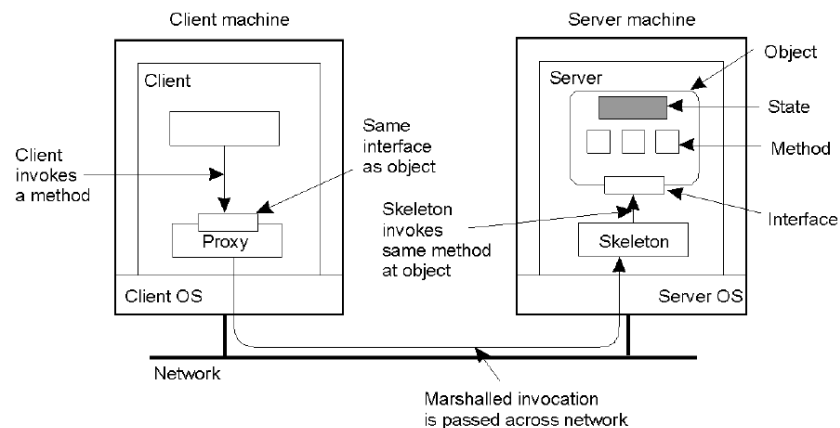 Client machine
Server machine
Object
Client
Server
State
Same
interface
as object
Client
invokes
a method
Method
Skeleton
invokes
same method
at object
Interface
Proxy
Skeleton
Client OS
Server OS
Network
Marshalled invocation
is passed across network